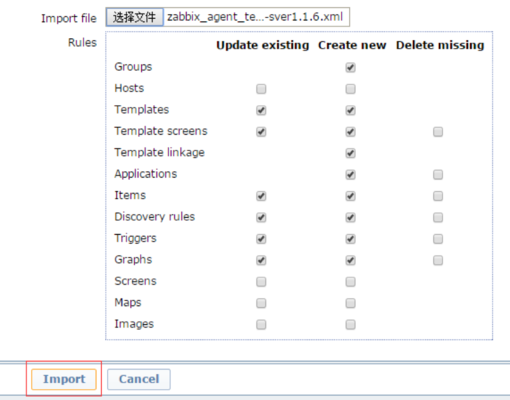 Import file 选择文件 zabbix_agent_te...-sver1.1.6.xml
Rules
Update existing Create new Delete missing
Groups
Hosts
Templates
Template screens
Template linkage
Applications
Items
Discovery rules
Triggers
Graphs
Screens
Maps
Images
Import Cancel